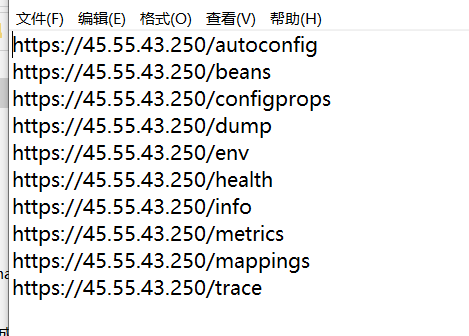 文件(F) 编辑(E) 格式(O) 查看(V) 帮助(H)
https://45.55.43.250/autoconfig
https://45.55.43.250/beans
https://45.55.43.250/configprops
https://45.55.43.250/dump
https://45.55.43.250/env
https://45.55.43.250/health
https://45.55.43.250/info
https://45.55.43.250/metrics
https://45.55.43.250/mappings
https://45.55.43.250/trace